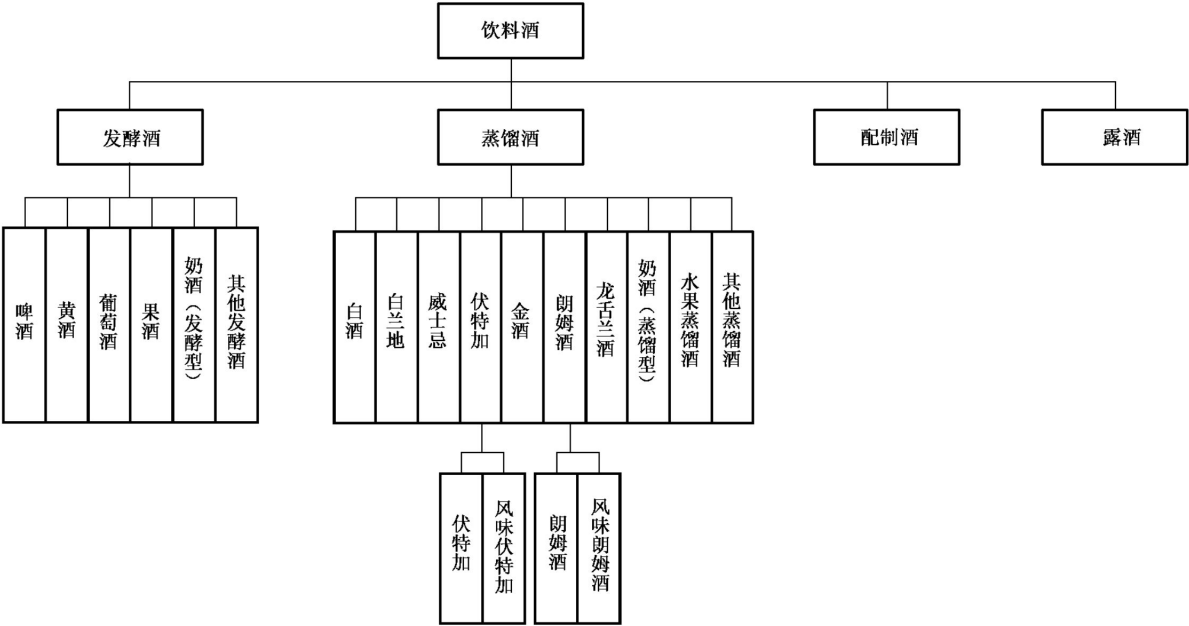 饮料酒
发酵酒
蒸馏酒
配制酒
露酒
啤酒
黄酒
葡萄酒
果酒
奶酒（发酵型）
其他发酵酒
白酒
白兰地
威士忌
伏特加
金酒
朗姆酒
龙舌兰酒
奶酒（蒸馏型）
水果蒸馏酒
其他蒸馏酒
伏特加
风味伏特加
朗姆酒
风味朗姆酒